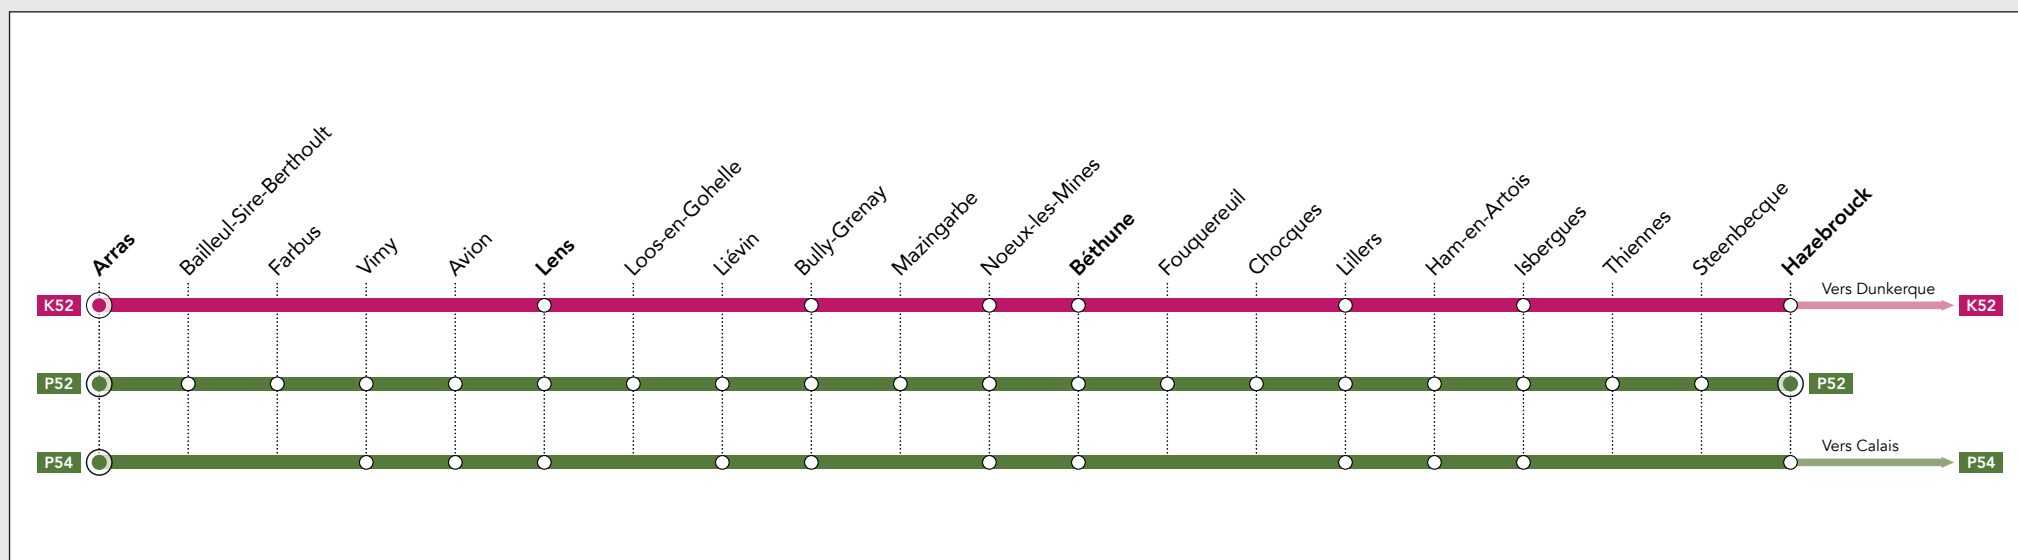 Arras
Bailleul-Sire-Berthoult
Farbus
Vimy
Avion
Lens
Loos-en-Gohelle
Liévin
Bully-Grenay
Mazingarbe
Noeux-les-Mines
Béthune
Fouquereuil
Chocques
Lillers
Ham-en-Artois
Isbergues
Thiennes
Steenbecque
Hazebrouck
K52
Vers Dunkerque
K52
P52
P52
P54
Vers Calais
P54